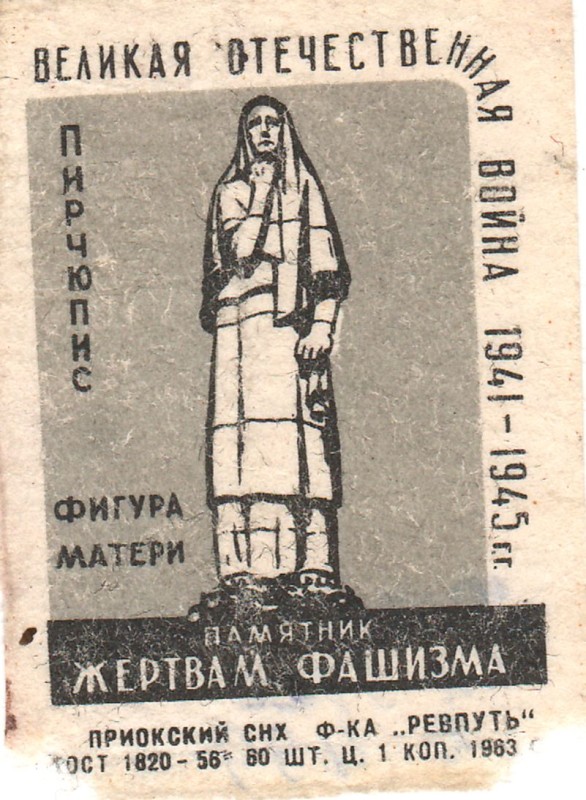 ВЕЛИКАЯ ОТЕЧЕСТВЕННАЯ ВОЙНА 1941-1945 гг.
ПИРЧЮПИС
ФИГУРА
МАТЕРИ
ПАМЯТНИК
ЖЕРТВАМ ФАШИЗМА
ПРИОКСКИЙ СНХ Ф-КА „РЕВПУТЬ"
ГОСТ 1820-56 60 ШТ. Ц. 1 КОП. 1963